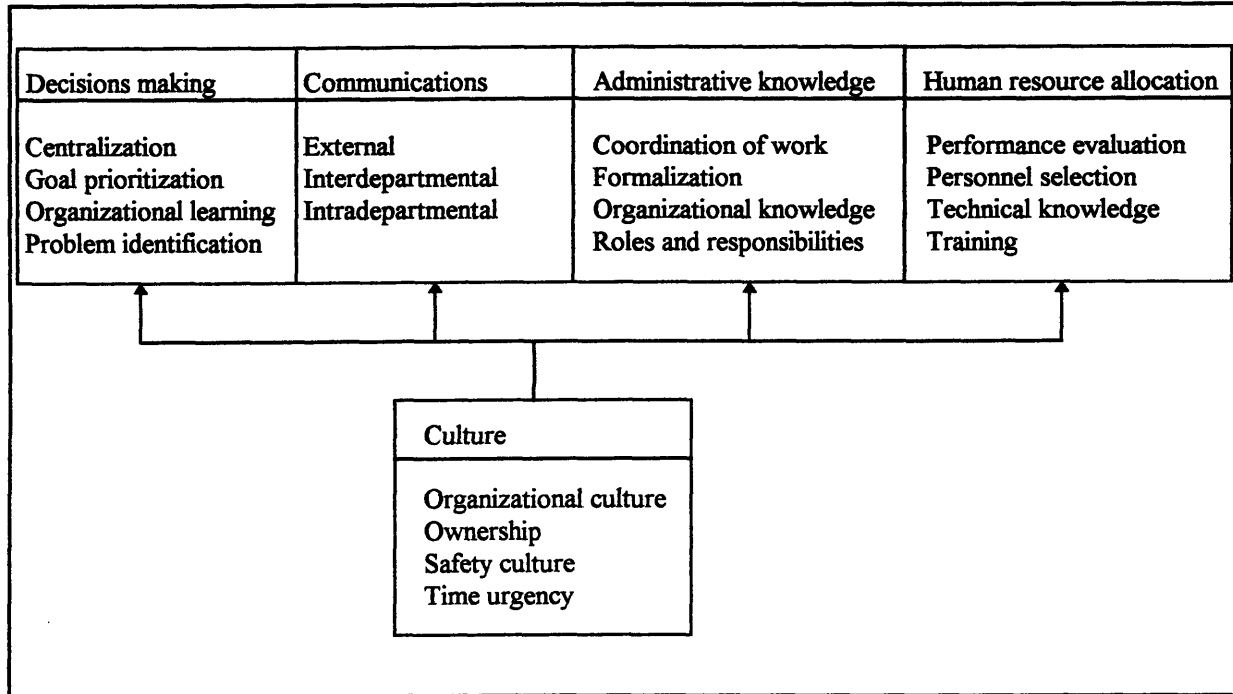 Decisions making
Centralization
Goal prioritization
Organizational learning
Problem identification
Communications
External
Interdepartmental
Intradepartmental
Administrative knowledge
Coordination of work
Formalization
Organizational knowledge
Roles and responsibilities
Human resource allocation
Performance evaluation
Personnel selection
Technical knowledge
Training
Culture
Organizational culture
Ownership
Safety culture
Time urgency